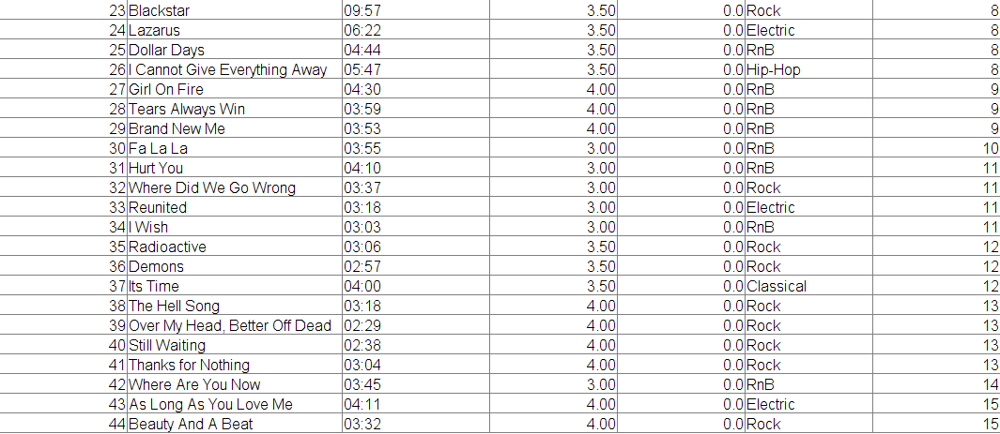 23 Blackstar 09:57 3.50 0.0 Rock 8
24 Lazarus 06:22 3.50 0.0 Electric 8
25 Dollar Days 04:44 3.50 0.0 RnB 8
26 I Cannot Give Everything Away 05:47 3.50 0.0 Hip-Hop 8
27 Girl On Fire 04:30 4.00 0.0 RnB 9
28 Tears Always Win 03:59 4.00 0.0 RnB 9
29 Brand New Me 03:53 4.00 0.0 RnB 9
30 Fa La La 03:55 3.00 0.0 RnB 10
31 Hurt You 04:10 3.00 0.0 RnB 11
32 Where Did We Go Wrong 03:37 3.00 0.0 Rock 11
33 Reunited 03:18 3.00 0.0 Electric 11
34 I Wish 03:03 3.00 0.0 RnB 11
35 Radioactive 03:06 3.50 0.0 Rock 12
36 Demons 02:57 3.50 0.0 Rock 12
37 Its Time 04:00 3.50 0.0 Classical 12
38 The Hell Song 03:18 4.00 0.0 Rock 13
39 Over My Head, Better Off Dead 02:29 4.00 0.0 Rock 13
40 Still Waiting 02:38 4.00 0.0 Rock 13
41 Thanks for Nothing 03:04 4.00 0.0 Rock 13
42 Where Are You Now 03:45 3.00 0.0 RnB 14
43 As Long As You Love Me 04:11 4.00 0.0 Electric 15
44 Beauty And A Beat 03:32 4.00 0.0 Rock 15